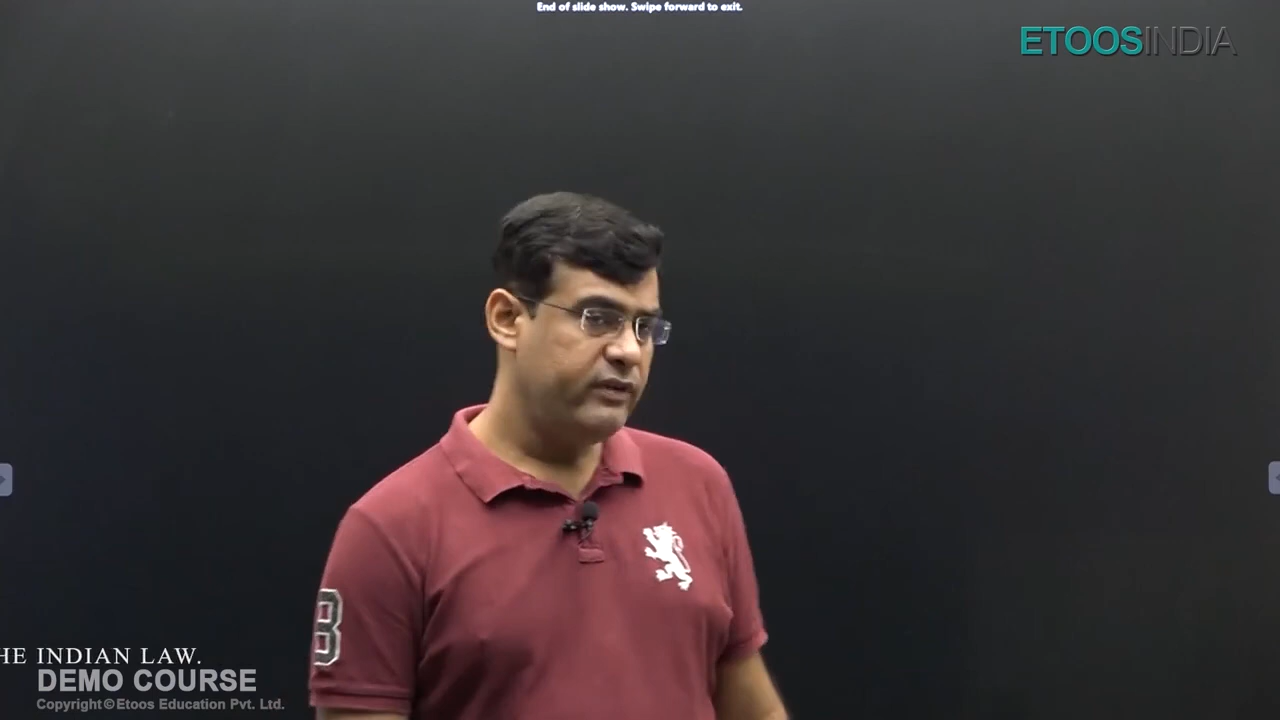 End of slide show. Swipe forward to exit.
ETOOSINDIA
HE INDIAN LAW.
DEMO COURSE
Copyright©Etoos Education Pvt. Ltd.